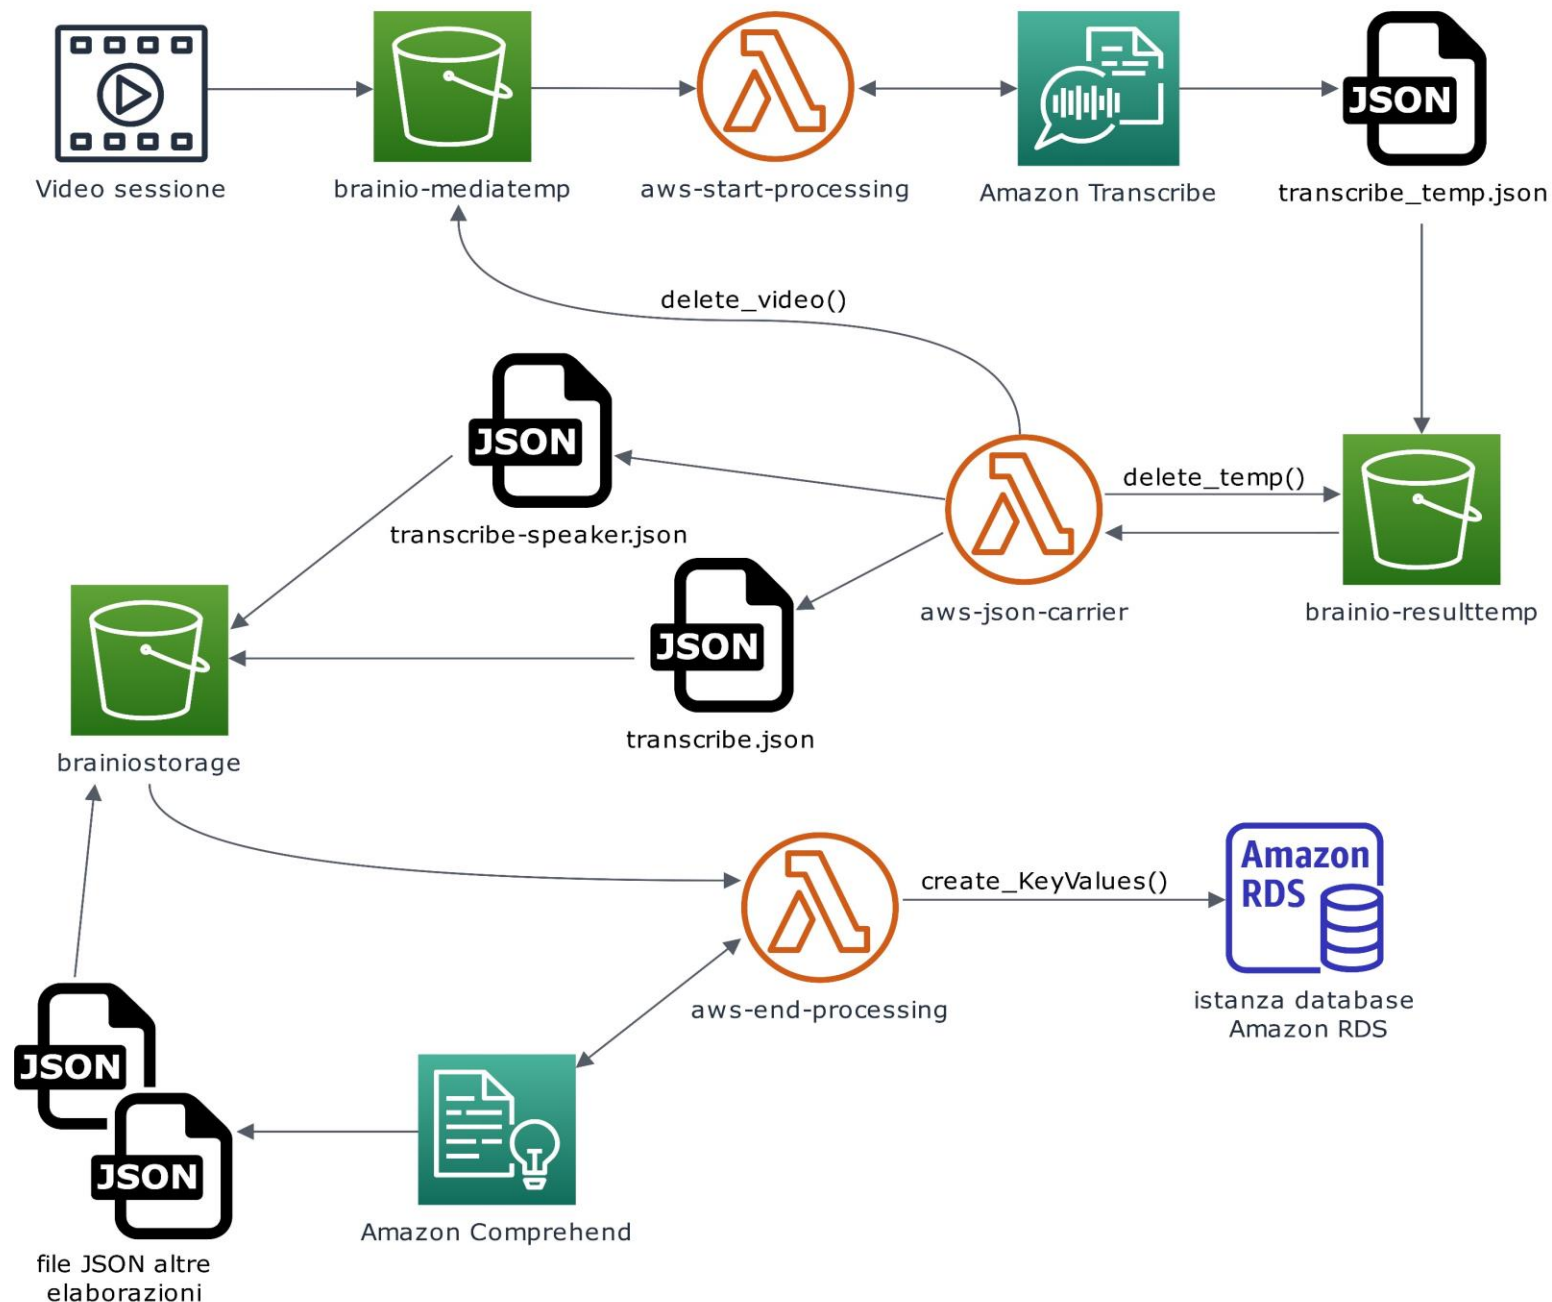 Video sessione
brainio-mediatemp
aws-start-processing
Amazon Transcribe
JSON
transcribe_temp.json
delete_video()
JSON
transcribe-speaker.json
delete_temp()
aws-json-carrier
brainio-resulttemp
JSON
transcribe.json
brainiostorage
create_KeyValues()
Amazon
RDS
aws-end-processing
istanza database
Amazon RDS
JSON
JSON
Amazon Comprehend
file JSON altre
elaborazioni